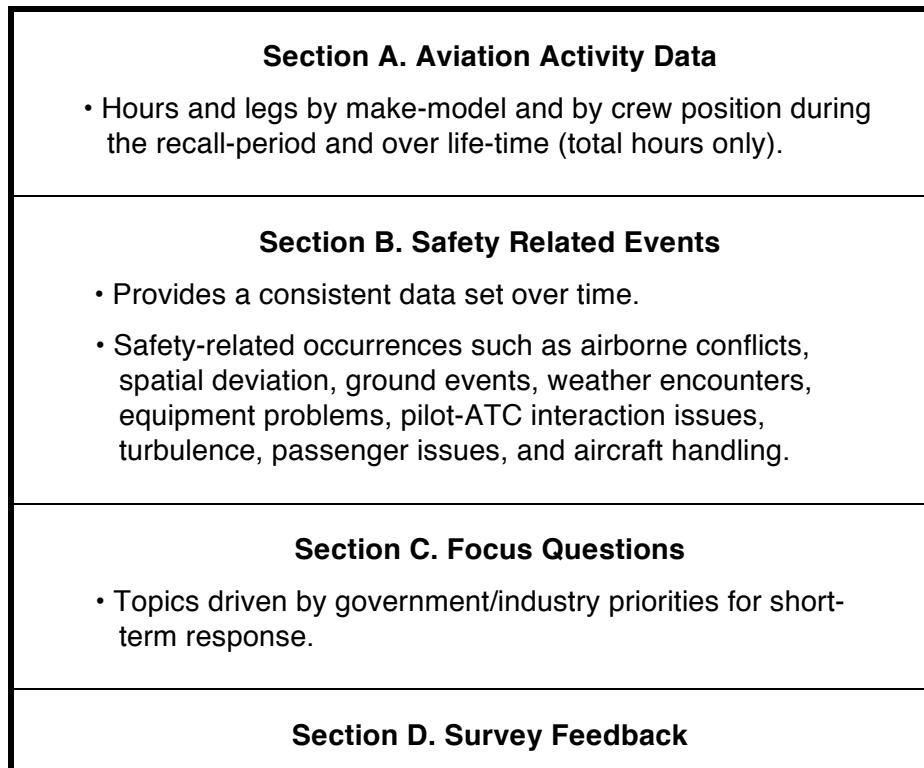 Section A. Aviation Activity Data
• Hours and legs by make-model and by crew position during
the recall-period and over life-time (total hours only).
Section B. Safety Related Events
• Provides a consistent data set over time.
• Safety-related occurrences such as airborne conflicts,
spatial deviation, ground events, weather encounters,
equipment problems, pilot-ATC interaction issues,
turbulence, passenger issues, and aircraft handling.
Section C. Focus Questions
• Topics driven by government/industry priorities for short-
term response.
Section D. Survey Feedback